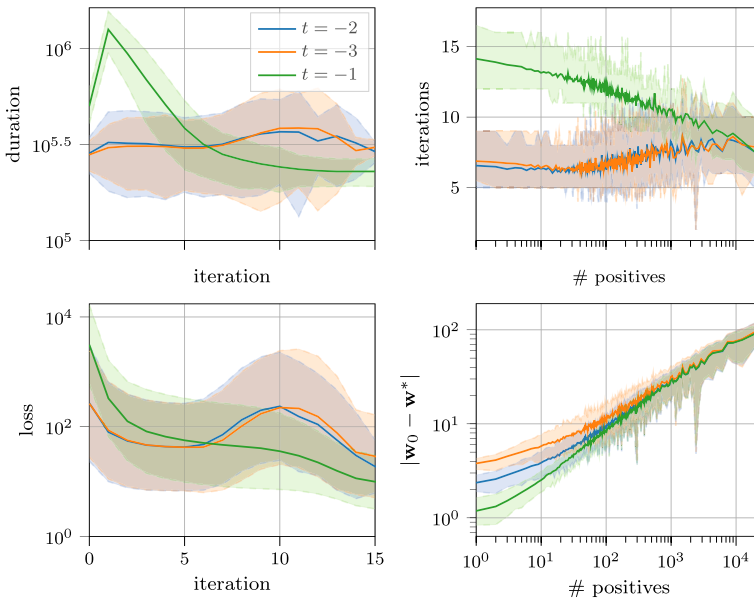 duration
10^6
10^5.5
10^5
t = −2
t = −3
t = −1
iteration
iterations
15
10
5
# positives
loss
10^4
10^2
10^0
0
5
10
15
iteration
|w_0 − w^*|
10^2
10^1
10^0
10^0
10^1
10^2
10^3
10^4
# positives